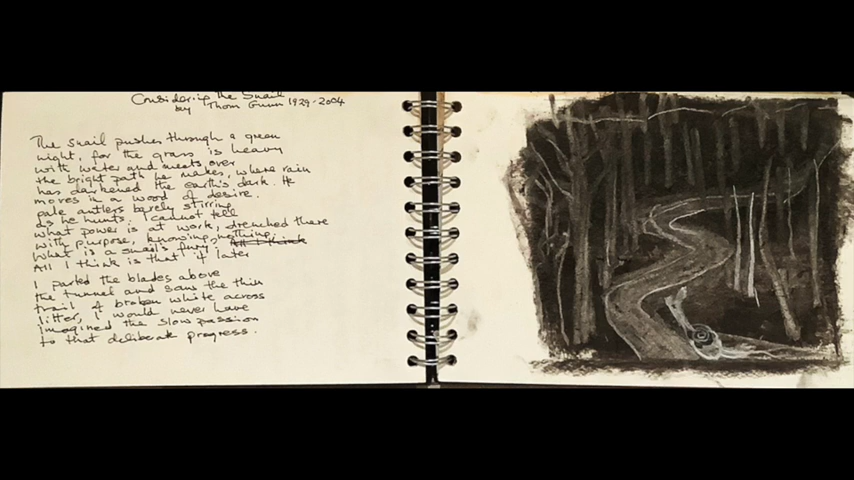 Considering the Snail
by Thom Gunn 1929-2004
The snail pushes through a green
night, for the grass is heavy
with water and meets over
the bright path he makes, where rain
has darkened the earth's dark. He
moves in a wood of desire,
pale antlers barely stirring
as he hunts. I cannot tell
what power is at work, drenched there
with purpose, knowing nothing.
What is a snail's fury? All I think
All I think is that if later
I parted the blades above
the tunnel and saw the thin
trail of broken white across
litter, I would never have
imagined the slow passion
to that deliberate progress.